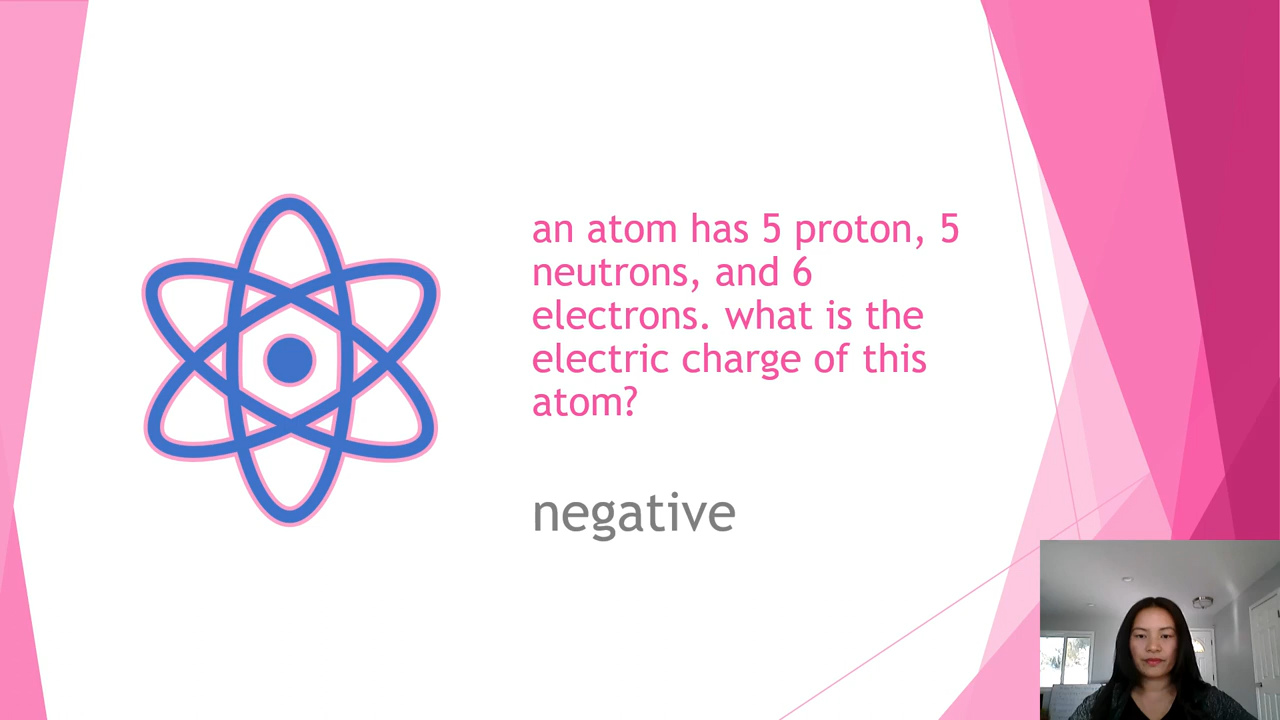 an atom has 5 proton, 5
neutrons, and 6
electrons. what is the
electric charge of this
atom?
negative